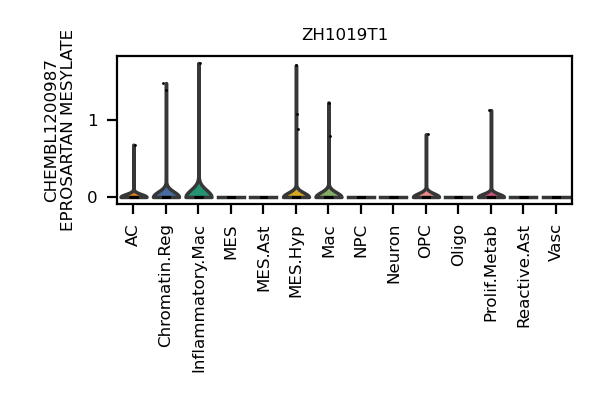 ZH1019T1
CHEMBL1200987
EPROSARTAN MESYLATE
1
0
AC
Chromatin.Reg
Inflammatory.Mac
MES
MES.Ast
MES.Hyp
Mac
NPC
Neuron
OPC
Oligo
Prolif.Metab
Reactive.Ast
Vasc